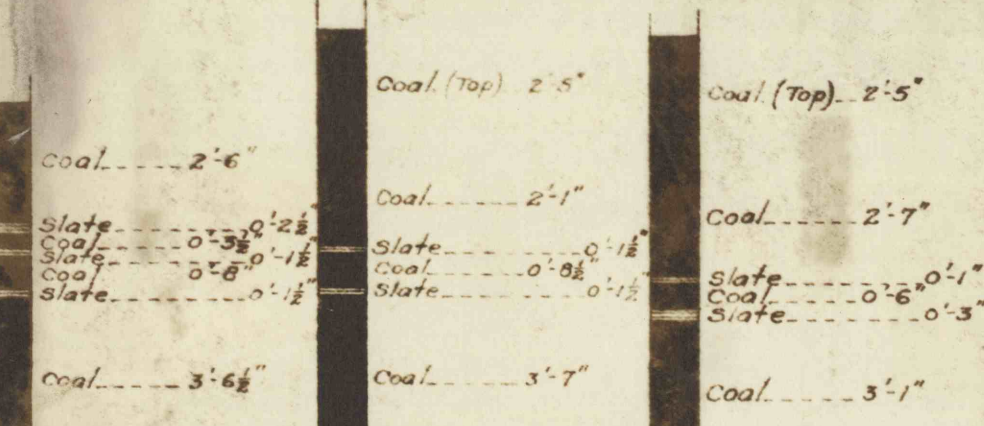 Coal------2'-6"
Slate---------0'-2½"
Coal------0'-3½"
Slate---------0'-1½"
Coal 0'-8"
Slate---------0'-1½"
Coal------3'-6½"
Coal (Top) 2'-5"
Coal------2'-1"
Slate---------0'-1½"
Coal------0'-8½"
Slate---------0'-1½"
Coal------3'-7"
Coal (Top)--2'-5"
Coal------2'-7"
Slate---------0'-1"
Coal------0'-6"
Slate---------0'-3"
Coal------3'-1"